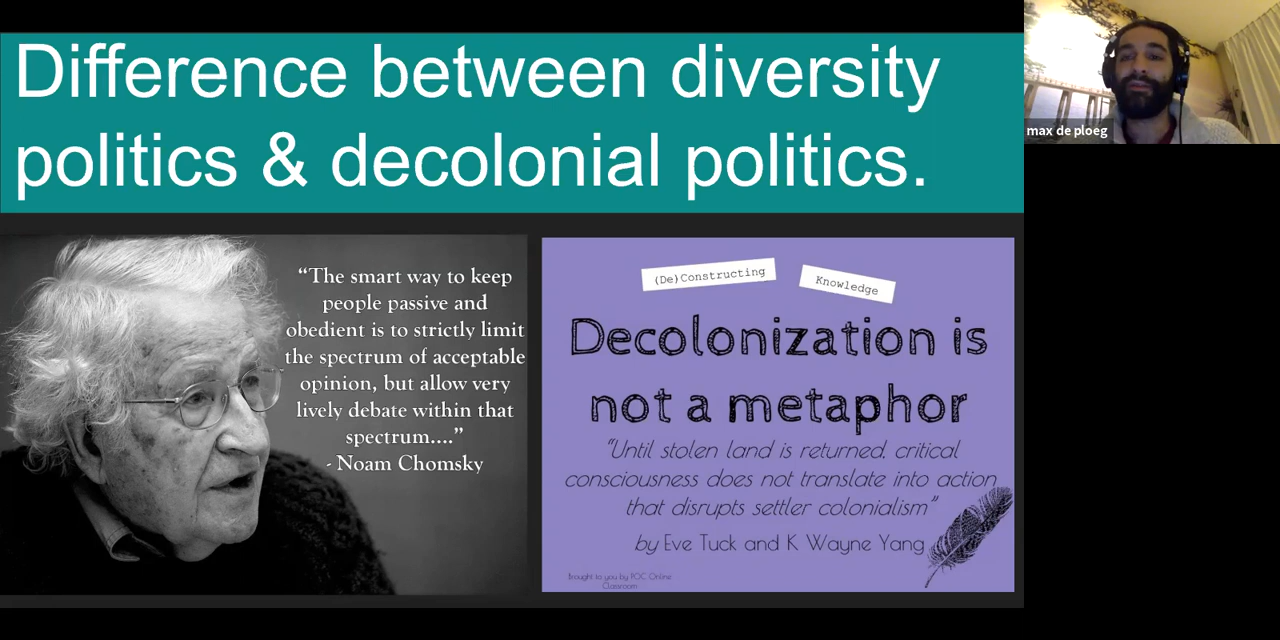 Difference between diversity
politics & decolonial politics.
max de ploeg
“The smart way to keep
people passive and
obedient is to strictly limit
the spectrum of acceptable
opinion, but allow very
lively debate within that
spectrum....”
- Noam Chomsky
(De)Constructing
Knowledge
Decolonization is
not a metaphor
"Until stolen land is returned, critical
consciousness does not translate into action
that disrupts settler colonialism"
by Eve Tuck and K Wayne Yang
Brought to you by POC Online
Classroom